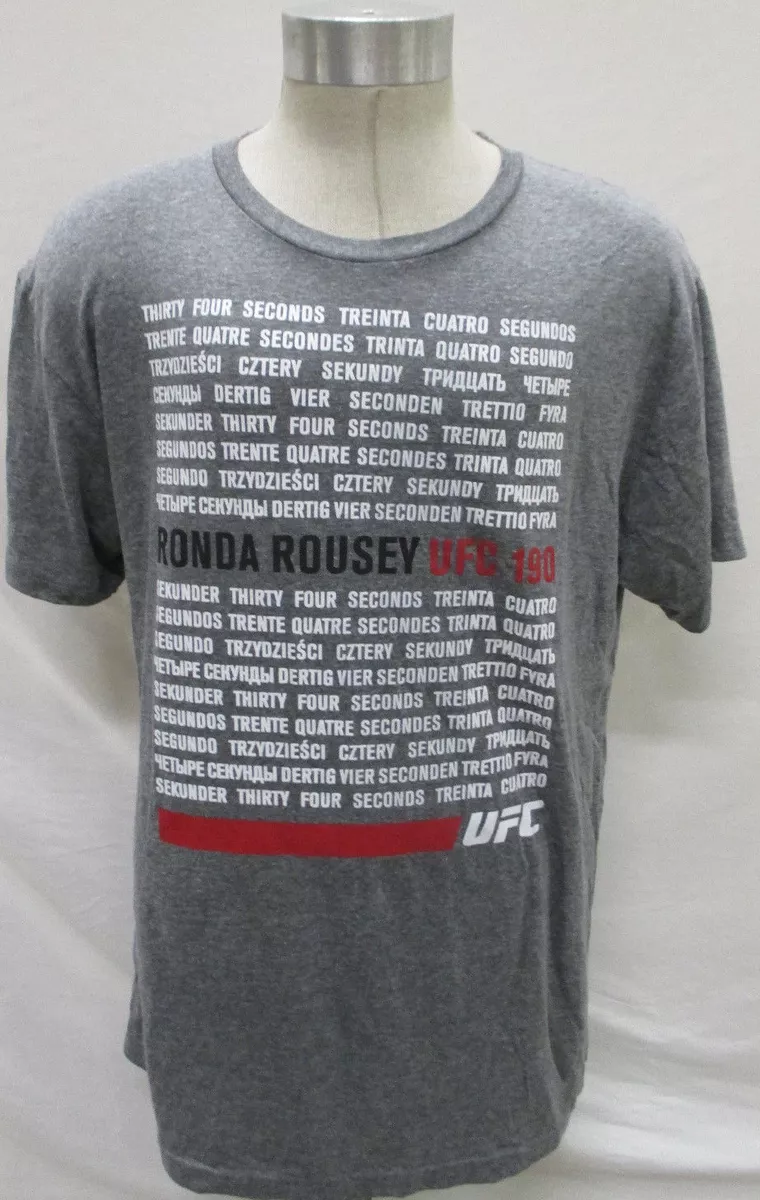 THIRTY FOUR SECONDS TREINTA CUATRO SEGUNDOS
TRENTE QUATRE SECONDES TRINTA QUATRO SEGUNDO
TRZYDZIEŚCI CZTERY SEKUNDY ТРИДЦАТЬ ЧЕТЫРЕ
СЕКУНДЫ DERTIG VIER SECONDEN TRETTIO FYRA
SEKUNDER THIRTY FOUR SECONDS TREINTA CUATRO
SEGUNDOS TRENTE QUATRE SECONDES TRINTA QUATRO
SEGUNDO TRZYDZIEŚCI CZTERY SEKUNDY ТРИДЦАТЬ
ЧЕТЫРЕ СЕКУНДЫ DERTIG VIER SECONDEN TRETTIO FYRA
RONDA ROUSEY UFC 190
SEKUNDER THIRTY FOUR SECONDS TREINTA CUATRO
SEGUNDOS TRENTE QUATRE SECONDES TRINTA QUATRO
SEGUNDO TRZYDZIEŚCI CZTERY SEKUNDY ТРИДЦАТЬ
ЧЕТЫРЕ СЕКУНДЫ DERTIG VIER SECONDEN TRETTIO FYRA
SEKUNDER THIRTY FOUR SECONDS TREINTA CUATRO
SEGUNDOS TRENTE QUATRE SECONDES TRINTA QUATRO
SEGUNDO TRZYDZIEŚCI CZTERY SEKUNDY ТРИДЦАТЬ
ЧЕТЫРЕ СЕКУНДЫ DERTIG VIER SECONDEN TRETTIO FYRA
SEKUNDER THIRTY FOUR SECONDS TREINTA CUATRO
UFC